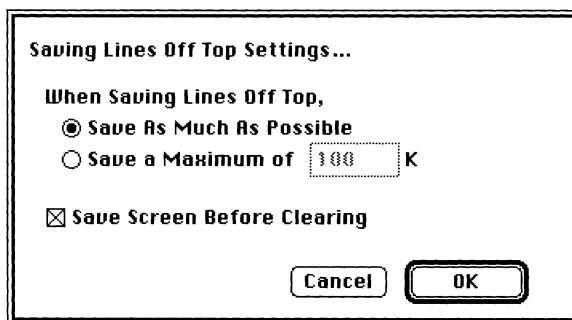 Saving Lines Off Top Settings...
When Saving Lines Off Top,
Save As Much As Possible
Save a Maximum of 100 K
Save Screen Before Clearing
Cancel OK